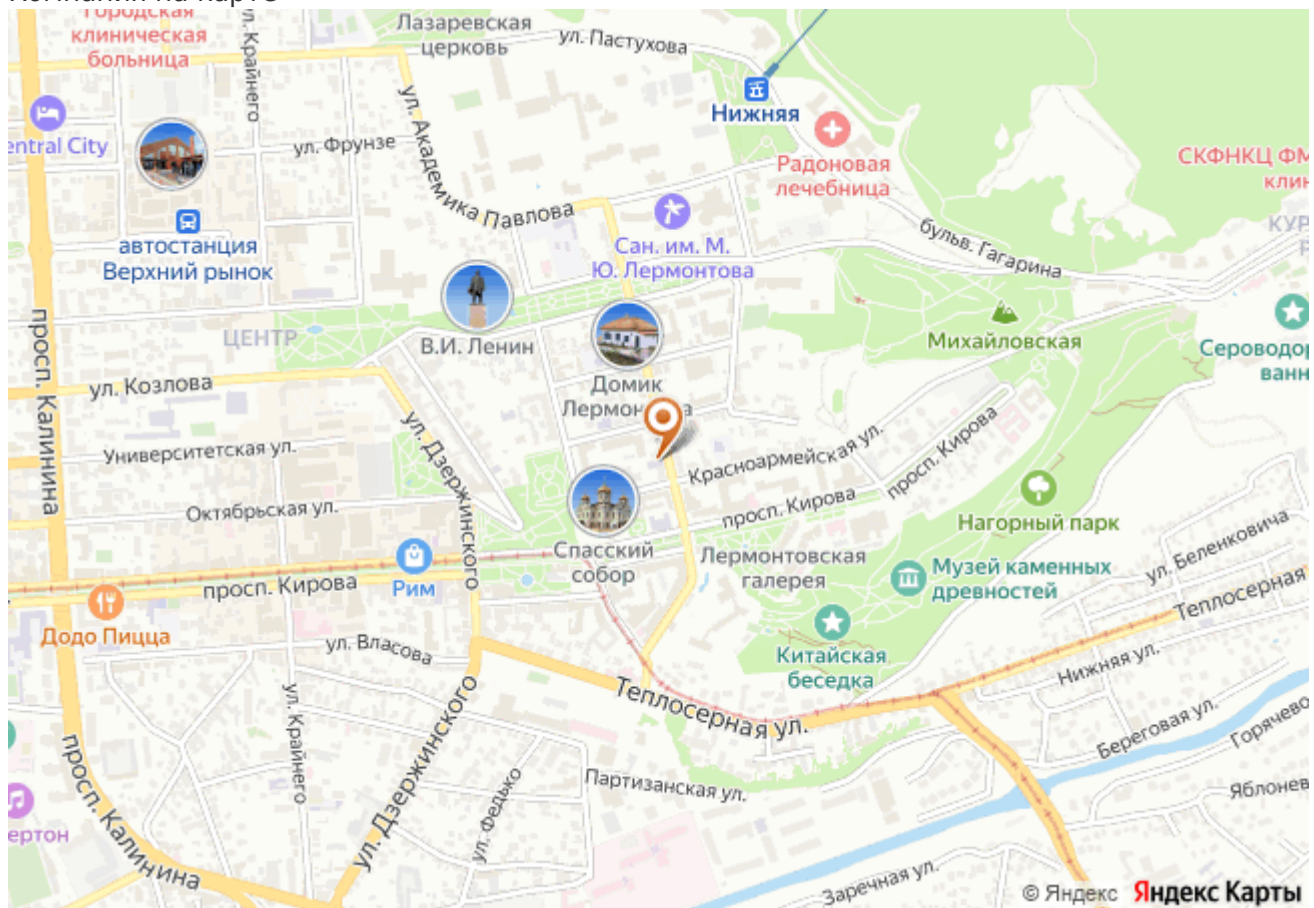 Компания на карте
Городская
клиническая
больница
ул. Крайнего
Лазаревская
церковь
ул. Пастухова
Нижняя
entral City
ул. Фрунзе
ул. Академика Павлова
Радоновая
лечебница
СКФНКЦ ФМ
клин
автостанция
Верхний рынок
Сан. им. М.
Ю. Лермонтова
бульв. Гагарина
КУР
просп. Калинина
ЦЕНТР
В.И. Ленин
Домик
Михайловская
Сероводор
ванн
ул. Козлова
ул. Дзержинского
Университетская ул.
Красноармейская ул.
просп. Кирова
Октябрьская ул.
просп. Кирова
Нагорный парк
Спасский
собор
Лермонтовская
галерея
Музей каменных
древностей
ул. Беленковича
Рим
просп. Кирова
Теплосерная
Додо Пицца
ул. Власова
Китайская
беседка
Нижняя ул.
ул. Крайнего
Теплосерная ул.
Береговая ул.
Горячево
просп. Калинина
ул. Дзержинского
ул. Федько
Партизанская ул.
Яблонев
ертон
Заречная ул.
© Яндекс Яндекс Карты